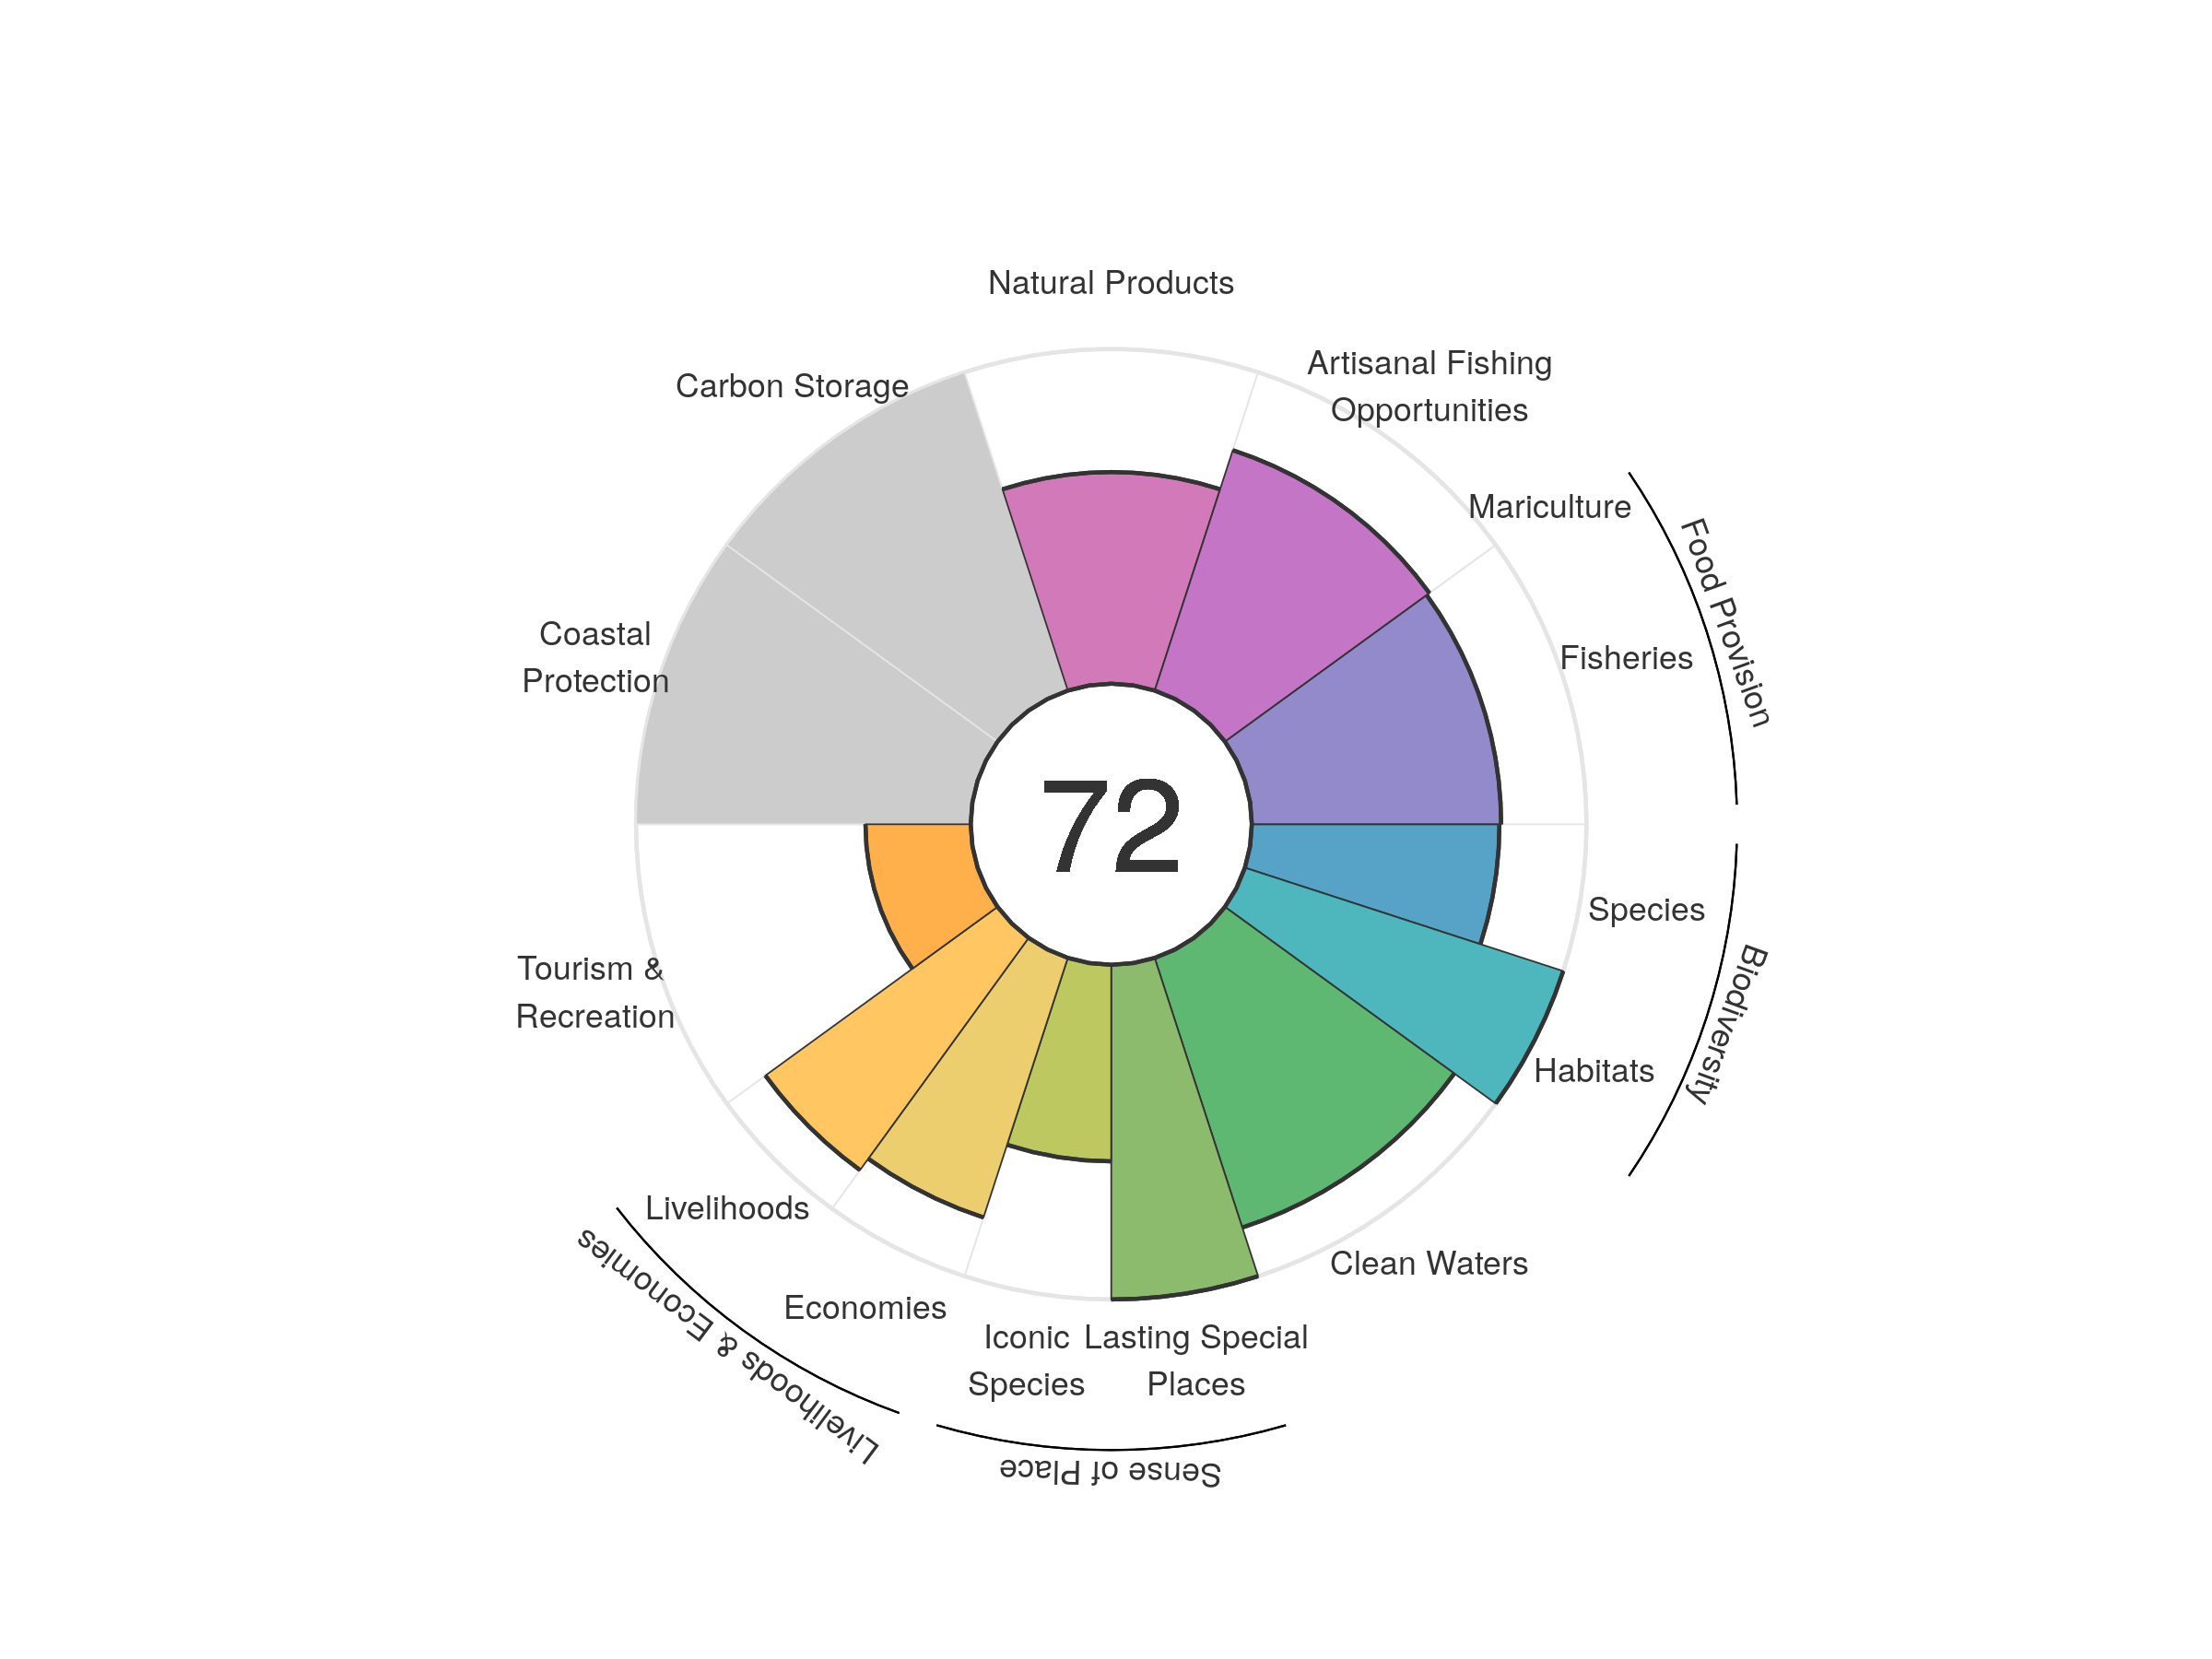 Natural Products
Artisanal Fishing
Opportunities
Carbon Storage
Mariculture
Food Provision
Fisheries
Coastal
Protection
72
Species
Biodiversity
Habitats
Tourism &
Recreation
Livelihoods
Livelihoods & Economies
Clean Waters
Economies
Iconic
Species
Lasting Special
Places
Sense of Place